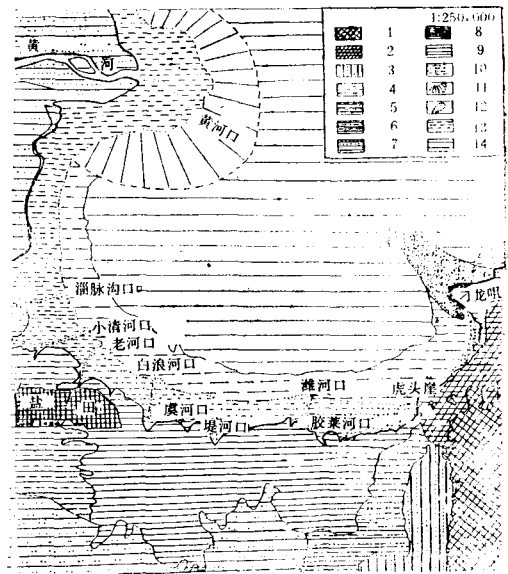 1:250,000
1 8
2 9
3 10
4 11
5 12
6 13
7 14
黄
河
黄河口
淄脉沟口
刁龙咀
小清河口
老河口
白浪河口
潍河口
虎头崖
盐
田
虞河口
堤河口
胶莱河口